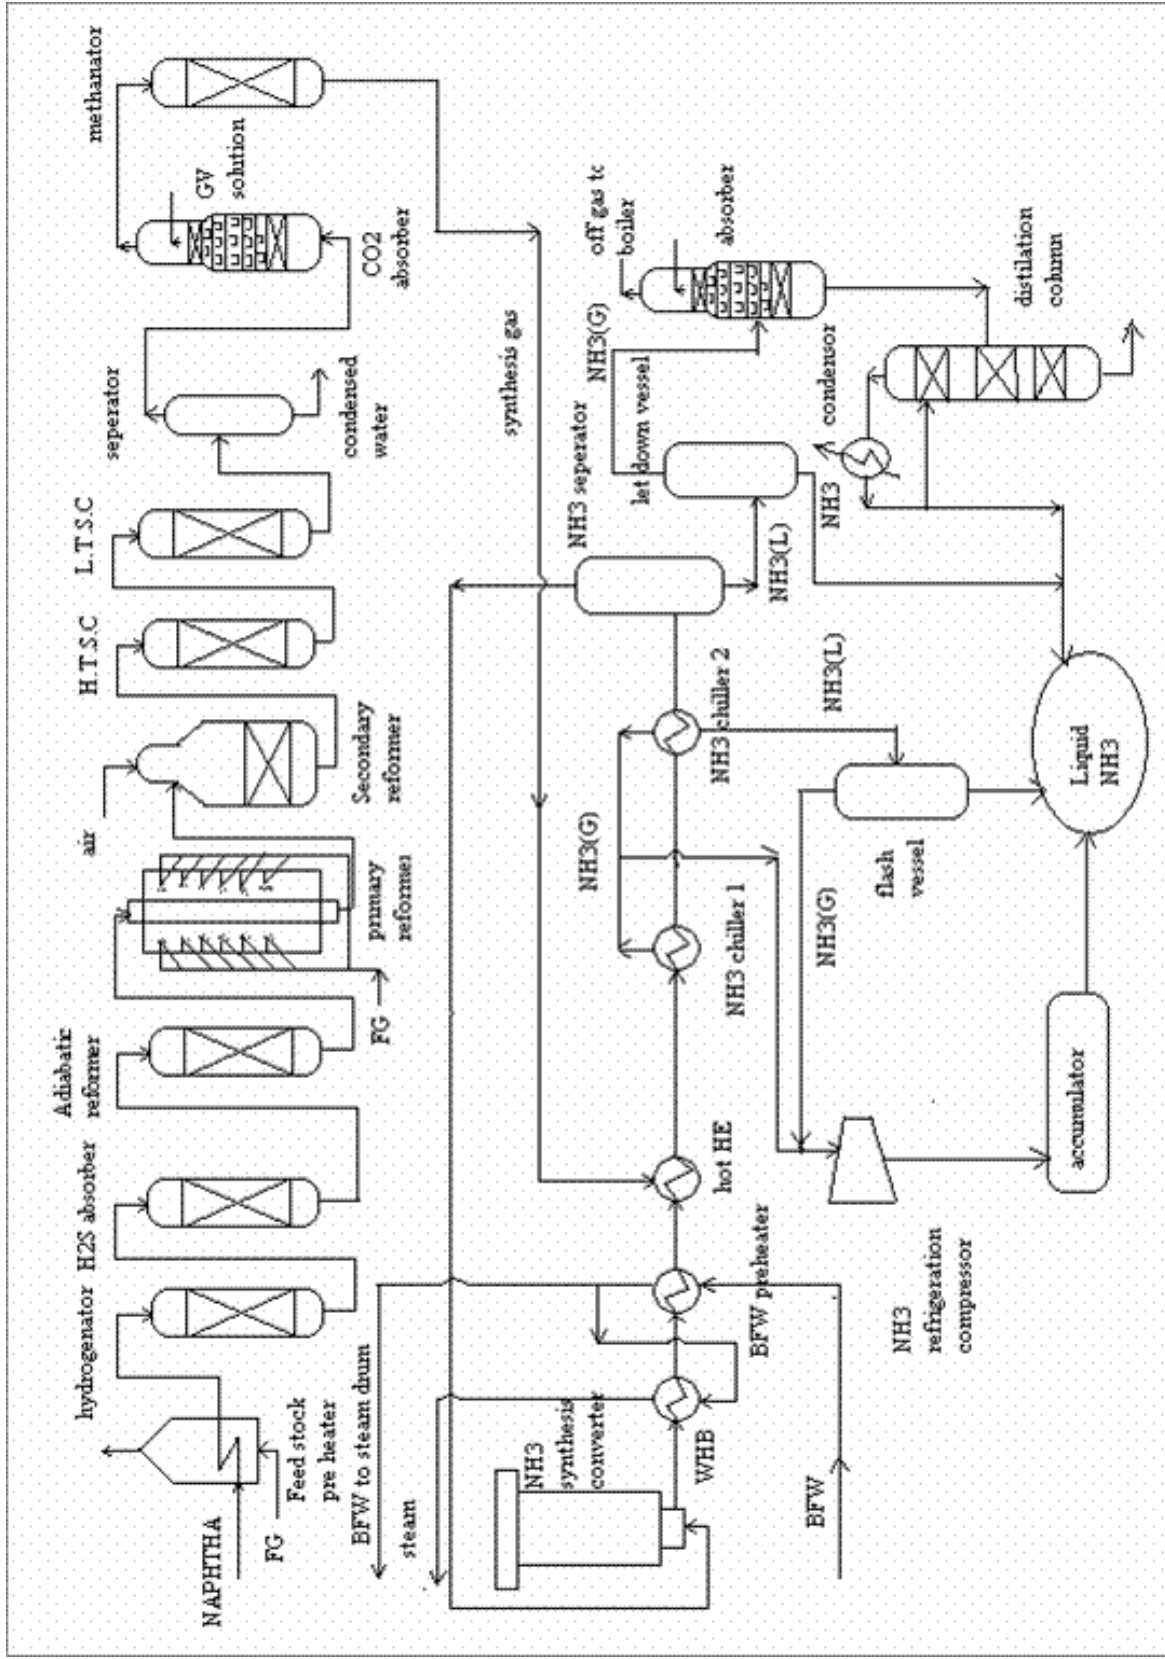 NAPHTHA
FG
Feed stock
pre heater
hydrogenator
H2S absorber
Adiabatic
reformer
FG
primary
reformer
air
Secondary
reformer
H.T.S.C
L.T.S.C
seperator
condensed
water
CO2
absorber
GV
solution
methanator
BFW to steam drum
steam
NH3
synthesis
converter
WHB
BFW preheater
BFW
hot HE
synthesis gas
NH3 chiller 1
NH3(G)
NH3 chiller 2
NH3 seperator
NH3(L)
let down vessel
NH3(G)
off gas tc
boiler
absorber
distilation
column
condensor
NH3
NH3(L)
flash
vessel
NH3(G)
NH3
refrigeration
compressor
accumulator
Liquid
NH3